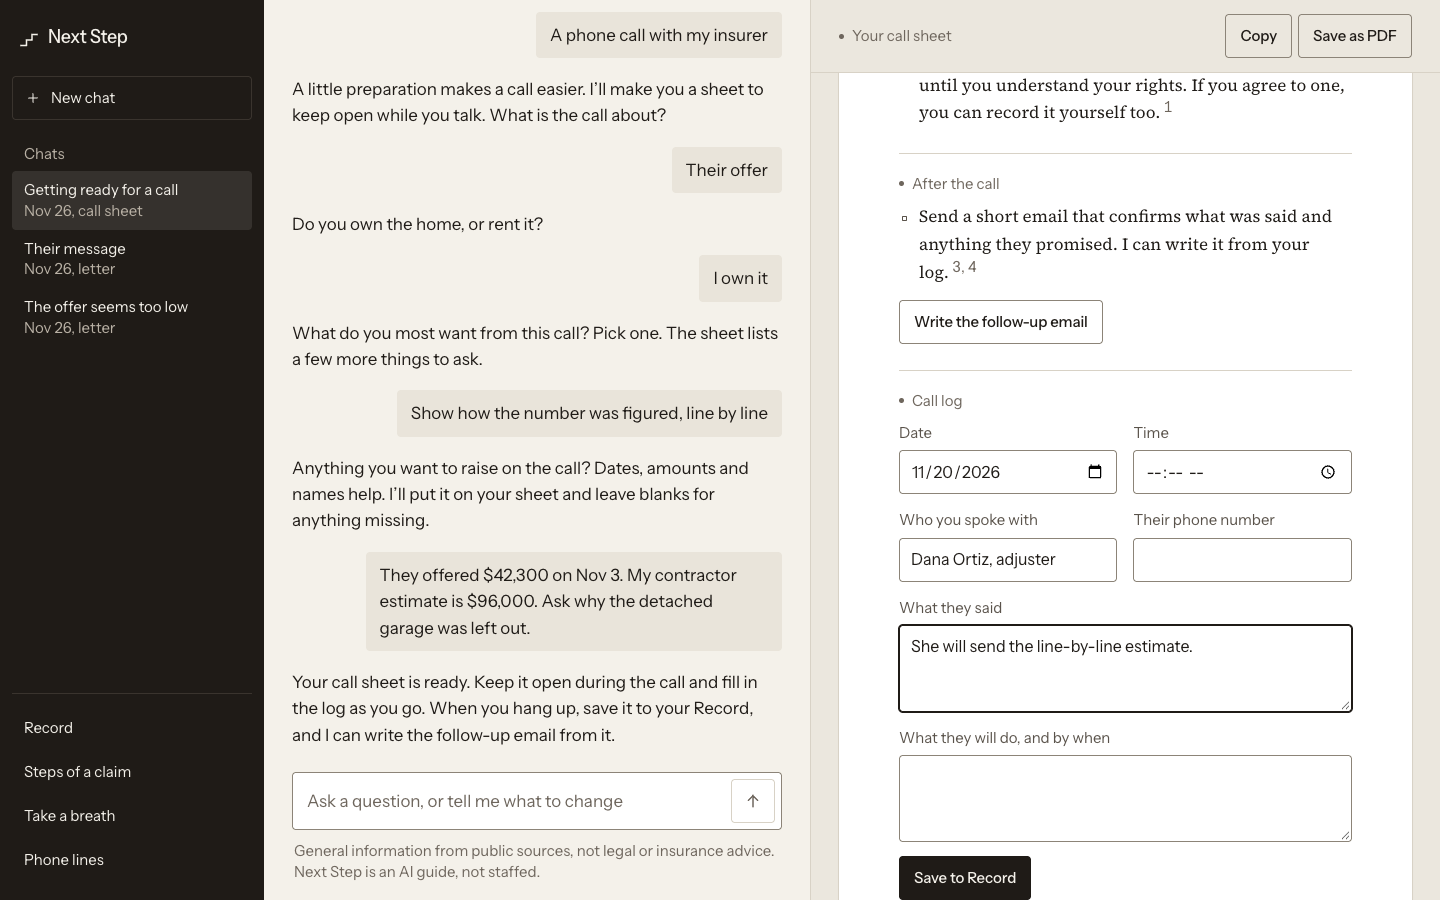 Next Step
New chat
Chats
Getting ready for a call
Nov 26, call sheet
Their message
Nov 26, letter
The offer seems too low
Nov 26, letter
Record
Steps of a claim
Take a breath
Phone lines
A phone call with my insurer
A little preparation makes a call easier. I’ll make you a sheet to
keep open while you talk. What is the call about?
Their offer
Do you own the home, or rent it?
I own it
What do you most want from this call? Pick one. The sheet lists
a few more things to ask.
Show how the number was figured, line by line
Anything you want to raise on the call? Dates, amounts and
names help. I’ll put it on your sheet and leave blanks for
anything missing.
They offered $42,300 on Nov 3. My contractor
estimate is $96,000. Ask why the detached
garage was left out.
Your call sheet is ready. Keep it open during the call and fill in
the log as you go. When you hang up, save it to your Record,
and I can write the follow-up email from it.
Ask a question, or tell me what to change
General information from public sources, not legal or insurance advice.
Next Step is an AI guide, not staffed.
Your call sheet
Copy
Save as PDF
until you understand your rights. If you agree to one,
you can record it yourself too. 1
After the call
Send a short email that confirms what was said and
anything they promised. I can write it from your
log. 3, 4
Write the follow-up email
Call log
Date
Time
11/20/2026
--:-- --
Who you spoke with
Their phone number
Dana Ortiz, adjuster
What they said
She will send the line-by-line estimate.
What they will do, and by when
Save to Record